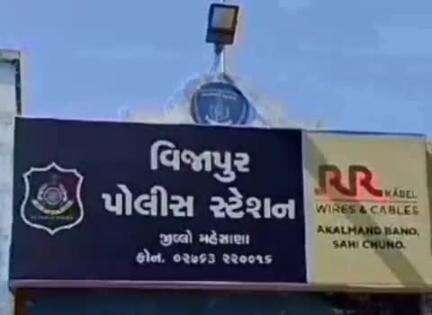 વિજાપુર
પોલીસ સ્ટેશન
જીલ્લો મહેસાણા
ફોન. ૦૨૭૬૩ ૨૨૦૦૧૬
RR KABEL
WIRES & CABLES
AKALMAND BANO,
SAHI CHUNO.